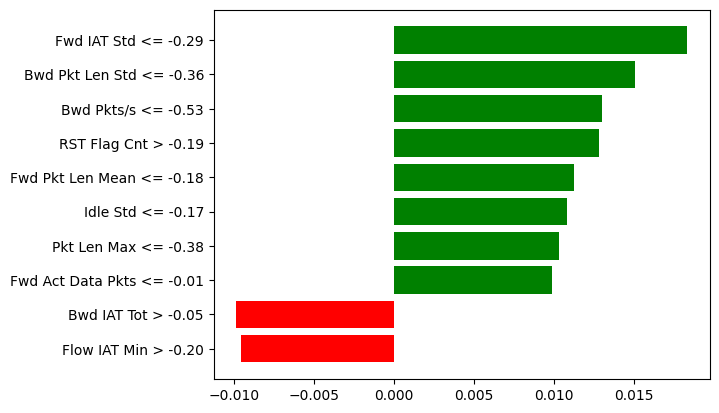 Fwd IAT Std <= -0.29
Bwd Pkt Len Std <= -0.36
Bwd Pkts/s <= -0.53
RST Flag Cnt > -0.19
Fwd Pkt Len Mean <= -0.18
Idle Std <= -0.17
Pkt Len Max <= -0.38
Fwd Act Data Pkts <= -0.01
Bwd IAT Tot > -0.05
Flow IAT Min > -0.20
−0.010 −0.005 0.000 0.005 0.010 0.015